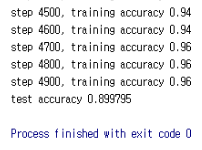 step 4500, training accuracy 0.94
step 4600, training accuracy 0.94
step 4700, training accuracy 0.96
step 4800, training accuracy 0.96
step 4900, training accuracy 0.96
test accuracy 0.899795
Process finished with exit code 0